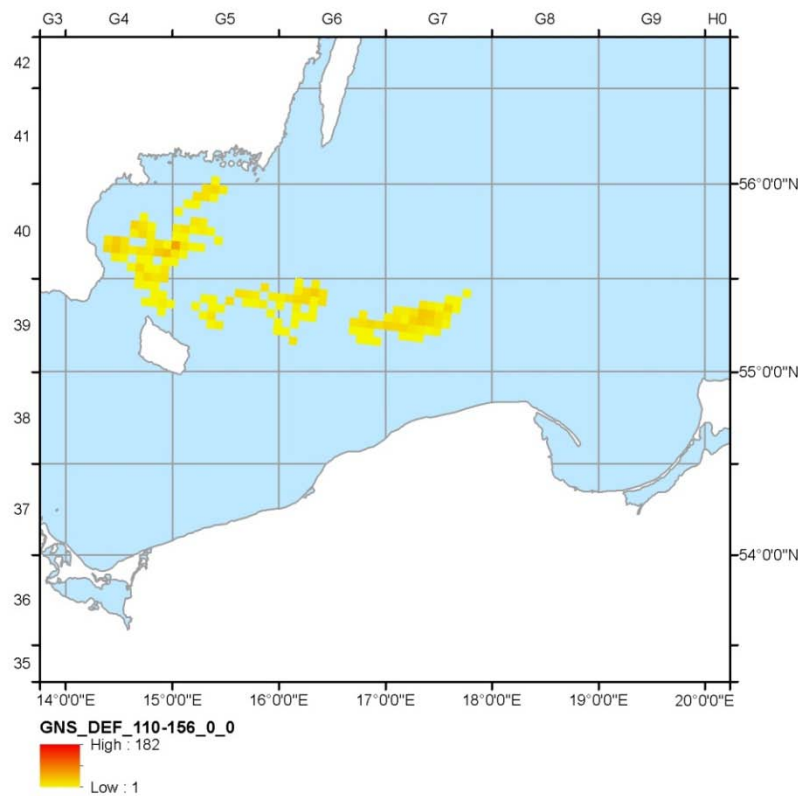 G3 G4 G5 G6 G7 G8 G9 H0
42
41
56°0'0"N
40
39
55°0'0"N
38
37
54°0'0"N
36
35
14°0'0"E 15°0'0"E 16°0'0"E 17°0'0"E 18°0'0"E 19°0'0"E 20°0'0"E
GNS_DEF_110-156_0_0
High : 182
Low : 1